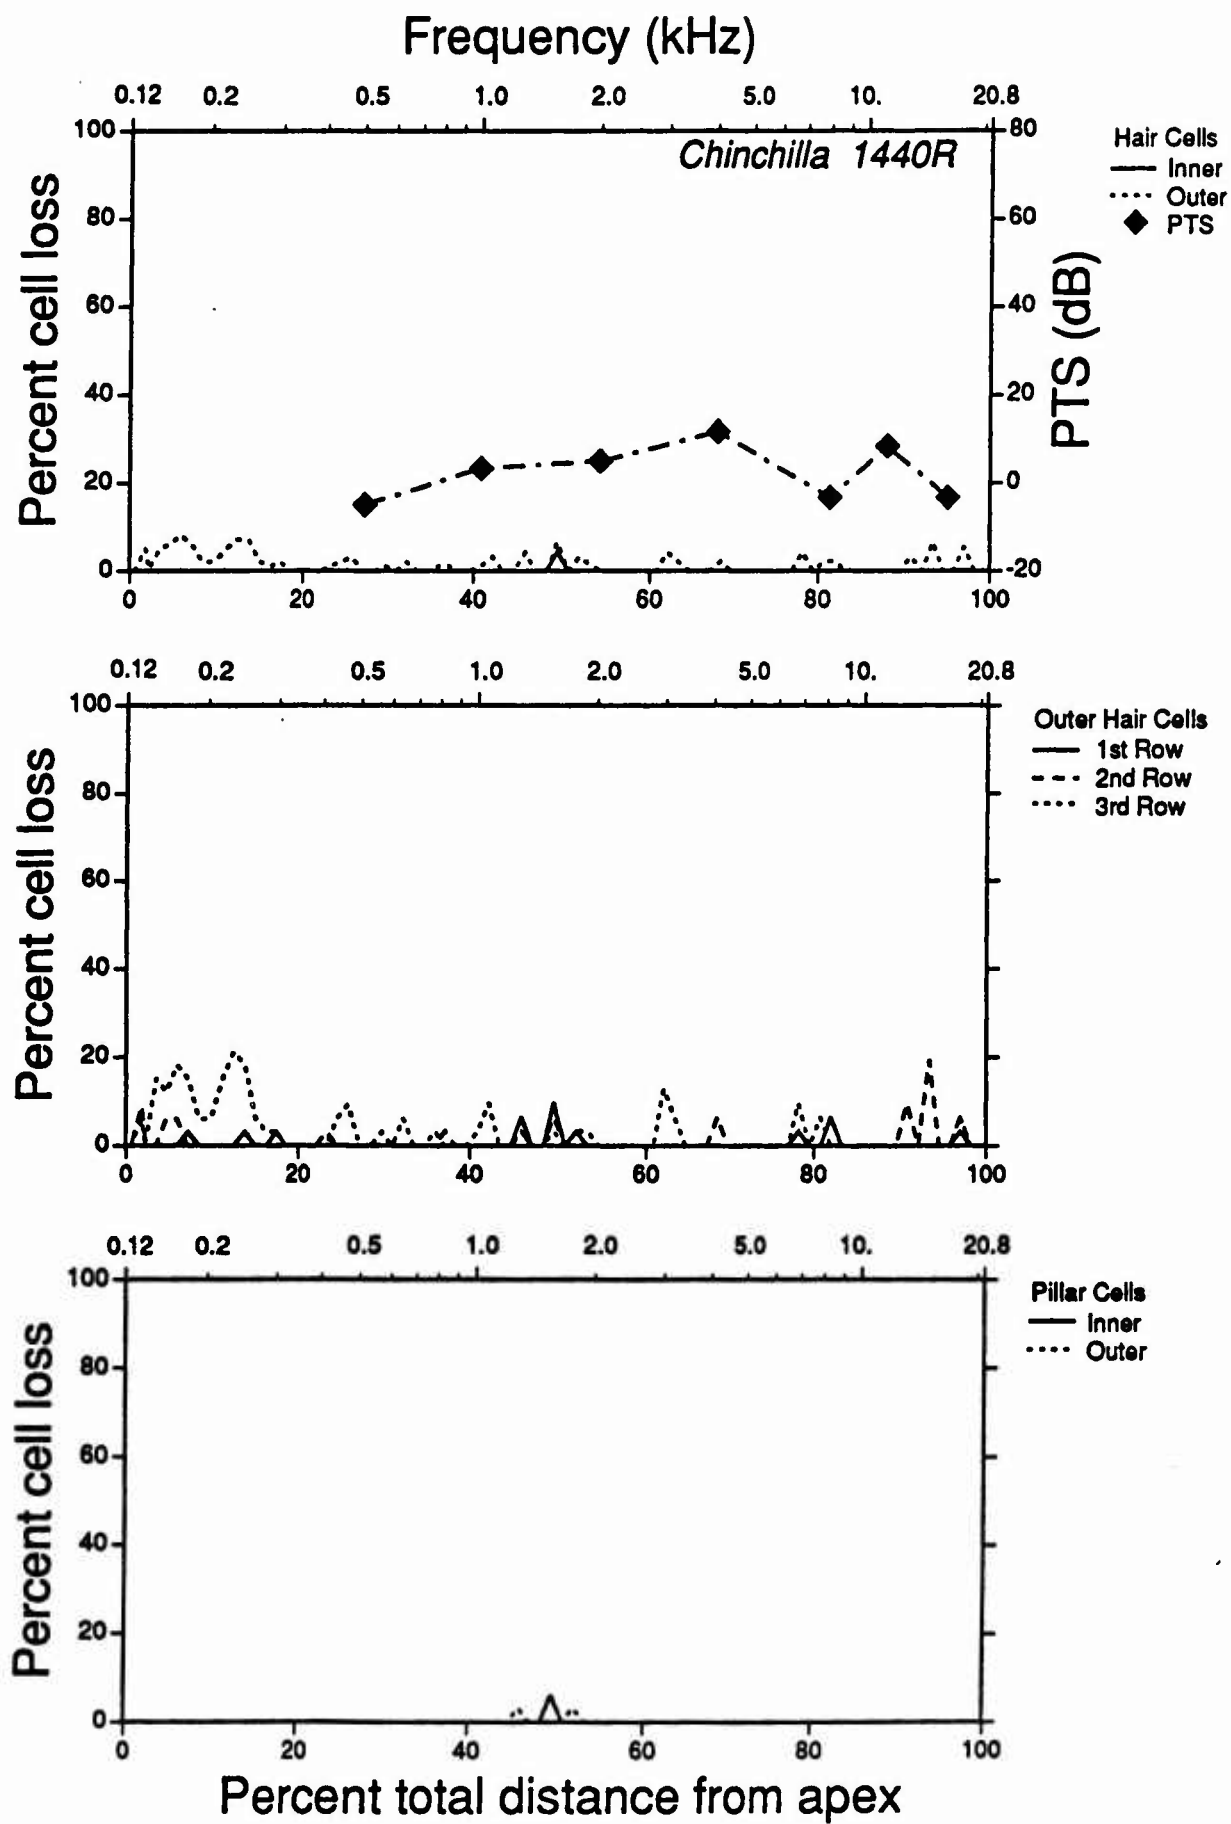 Frequency (kHz)
0.12 0.2 0.5 1.0 2.0 5.0 10. 20.8
Chinchilla 1440R
Hair Cells
Inner
Outer
PTS
100 80 60 40 20 0
Percent cell loss
80 60 40 20 0 -20
PTS (dB)
0 20 40 60 80 100
0.12 0.2 0.5 1.0 2.0 5.0 10. 20.8
Outer Hair Cells
1st Row
2nd Row
3rd Row
100 80 60 40 20 0
Percent cell loss
0 20 40 60 80 100
0.12 0.2 0.5 1.0 2.0 5.0 10. 20.8
Pillar Cells
Inner
Outer
100 80 60 40 20 0
Percent cell loss
0 20 40 60 80 100
Percent total distance from apex